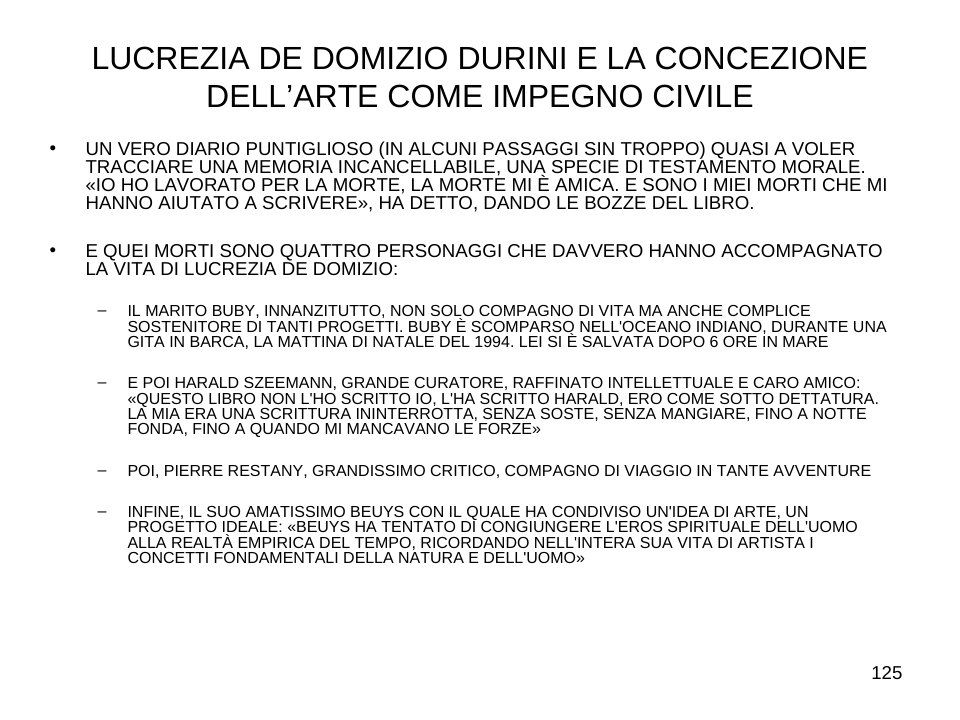 LUCREZIA DE DOMIZIO DURINI E LA CONCEZIONE
DELL’ARTE COME IMPEGNO CIVILE
• UN VERO DIARIO PUNTIGLIOSO (IN ALCUNI PASSAGGI SIN TROPPO) QUASI A VOLER
TRACCIARE UNA MEMORIA INCANCELLABILE, UNA SPECIE DI TESTAMENTO MORALE.
«IO HO LAVORATO PER LA MORTE, LA MORTE MI È AMICA. E SONO I MIEI MORTI CHE MI
HANNO AIUTATO A SCRIVERE», HA DETTO, DANDO LE BOZZE DEL LIBRO.
• E QUEI MORTI SONO QUATTRO PERSONAGGI CHE DAVVERO HANNO ACCOMPAGNATO
LA VITA DI LUCREZIA DE DOMIZIO:
– IL MARITO BUBY, INNANZITUTTO, NON SOLO COMPAGNO DI VITA MA ANCHE COMPLICE
SOSTENITORE DI TANTI PROGETTI. BUBY È SCOMPARSO NELL'OCEANO INDIANO, DURANTE UNA
GITA IN BARCA, LA MATTINA DI NATALE DEL 1994. LEI SI È SALVATA DOPO 6 ORE IN MARE
– E POI HARALD SZEEMANN, GRANDE CURATORE, RAFFINATO INTELLETTUALE E CARO AMICO:
«QUESTO LIBRO NON L'HO SCRITTO IO, L'HA SCRITTO HARALD, ERO COME SOTTO DETTATURA.
LA MIA ERA UNA SCRITTURA ININTERROTTA, SENZA SOSTE, SENZA MANGIARE, FINO A NOTTE
FONDA, FINO A QUANDO MI MANCAVANO LE FORZE»
– POI, PIERRE RESTANY, GRANDISSIMO CRITICO, COMPAGNO DI VIAGGIO IN TANTE AVVENTURE
– INFINE, IL SUO AMATISSIMO BEUYS CON IL QUALE HA CONDIVISO UN'IDEA DI ARTE, UN
PROGETTO IDEALE: «BEUYS HA TENTATO DI CONGIUNGERE L'EROS SPIRITUALE DELL'UOMO
ALLA REALTÀ EMPIRICA DEL TEMPO, RICORDANDO NELL'INTERA SUA VITA DI ARTISTA I
CONCETTI FONDAMENTALI DELLA NATURA E DELL'UOMO»
125